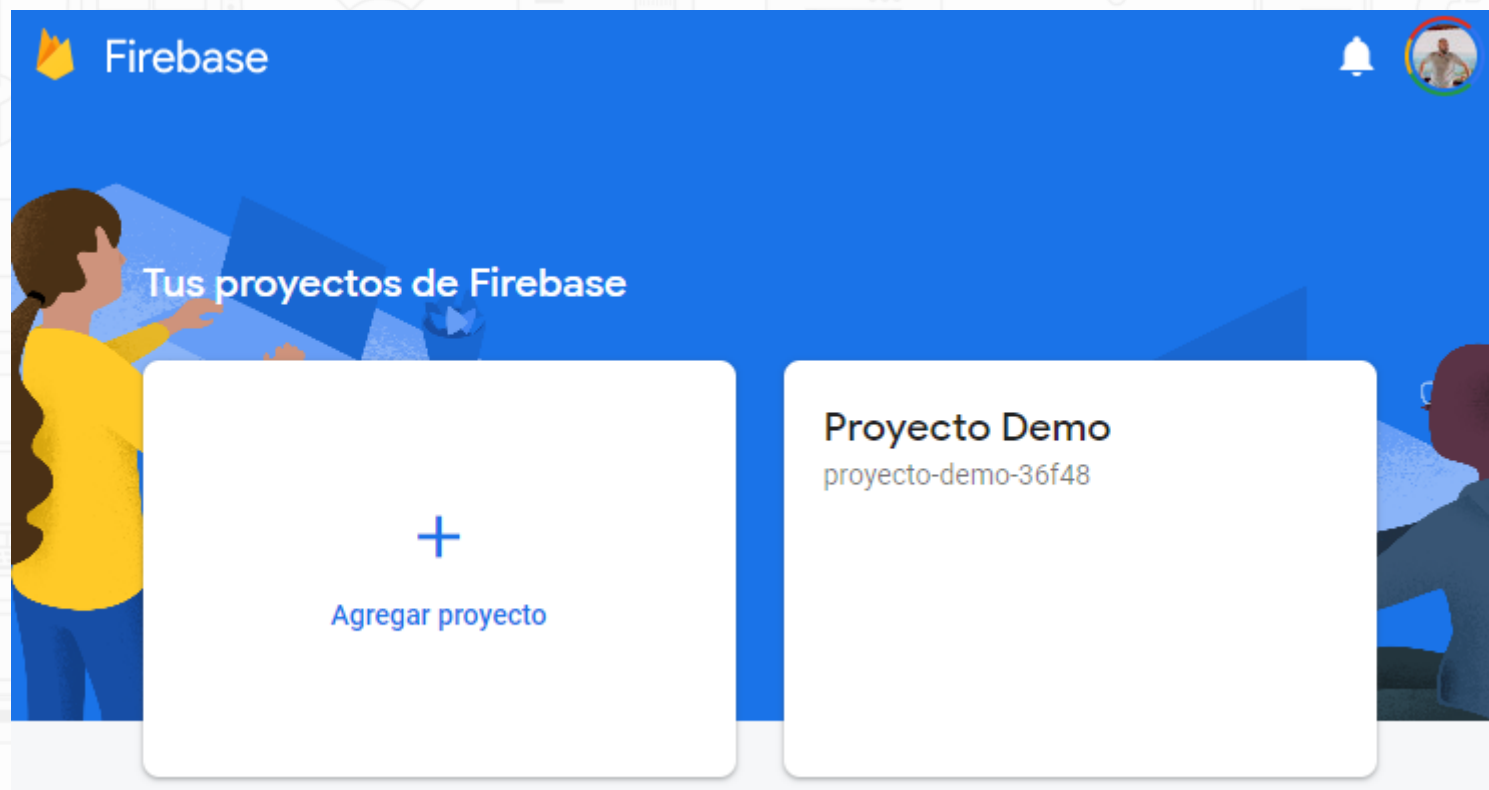 Firebase
Tus proyectos de Firebase
Proyecto Demo
proyecto-demo-36f48
+
Agregar proyecto